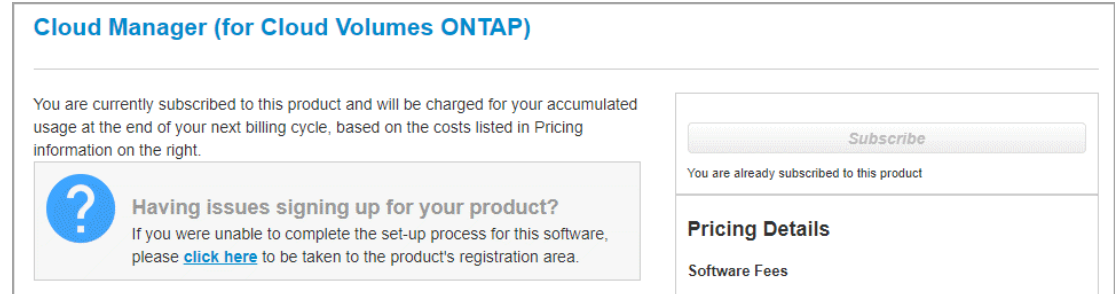 Cloud Manager (for Cloud Volumes ONTAP)
You are currently subscribed to this product and will be charged for your accumulated
usage at the end of your next billing cycle, based on the costs listed in Pricing
information on the right.
?
Having issues signing up for your product?
If you were unable to complete the set-up process for this software,
please click here to be taken to the product's registration area.
Subscribe
You are already subscribed to this product
Pricing Details
Software Fees